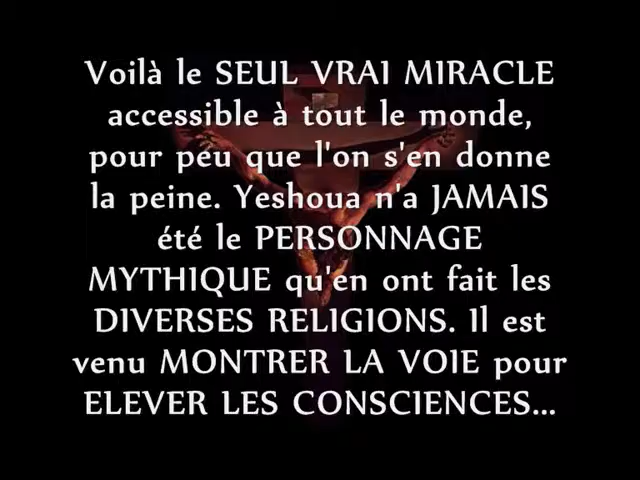 Voilà le SEUL VRAI MIRACLE
accessible à tout le monde,
pour peu que l'on s'en donne
la peine. Yeshoua n'a JAMAIS
été le PERSONNAGE
MYTHIQUE qu'en ont fait les
DIVERSES RELIGIONS. Il est
venu MONTRER LA VOIE pour
ELEVER LES CONSCIENCES...